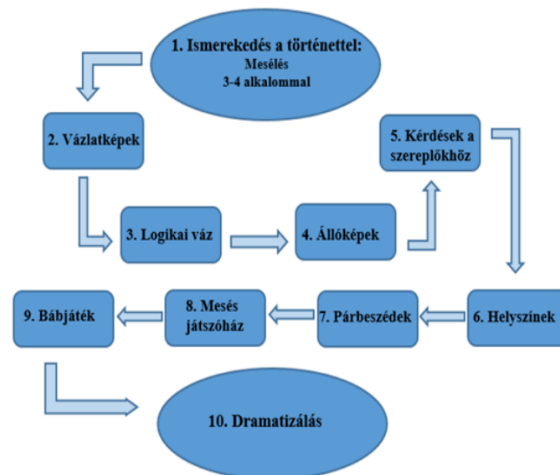 1. Ismerekedés a történettel:
Mesélés
3-4 alkalommal
2. Vázlatképek
3. Logikai váz
4. Állóképek
5. Kérdések a
szereplőkhöz
6. Helyszínek
7. Párbeszédek
8. Mesés
játszóház
9. Bábjáték
10. Dramatizálás